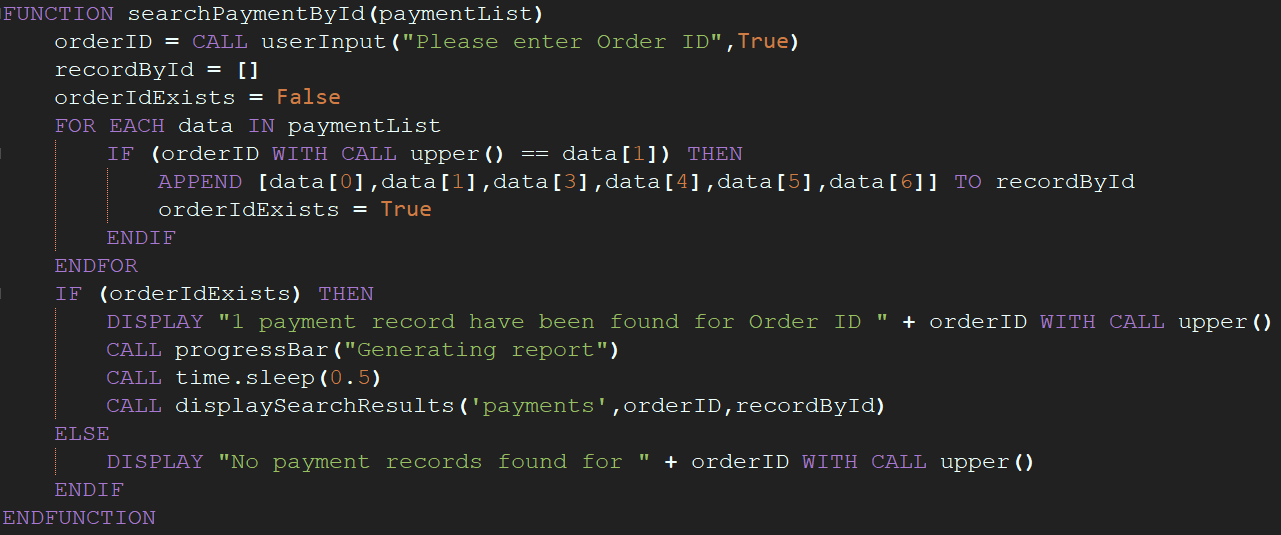 FUNCTION searchPaymentById(paymentList)
orderID = CALL userInput("Please enter Order ID",True)
recordById = []
orderIdExists = False
FOR EACH data IN paymentList
IF (orderID WITH CALL upper() == data[1]) THEN
APPEND [data[0],data[1],data[3],data[4],data[5],data[6]] TO recordById
orderIdExists = True
ENDIF
ENDFOR
IF (orderIdExists) THEN
DISPLAY "1 payment record have been found for Order ID " + orderID WITH CALL upper()
CALL progressBar("Generating report")
CALL time.sleep(0.5)
CALL displaySearchResults('payments',orderID,recordById)
ELSE
DISPLAY "No payment records found for " + orderID WITH CALL upper()
ENDIF
ENDFUNCTION